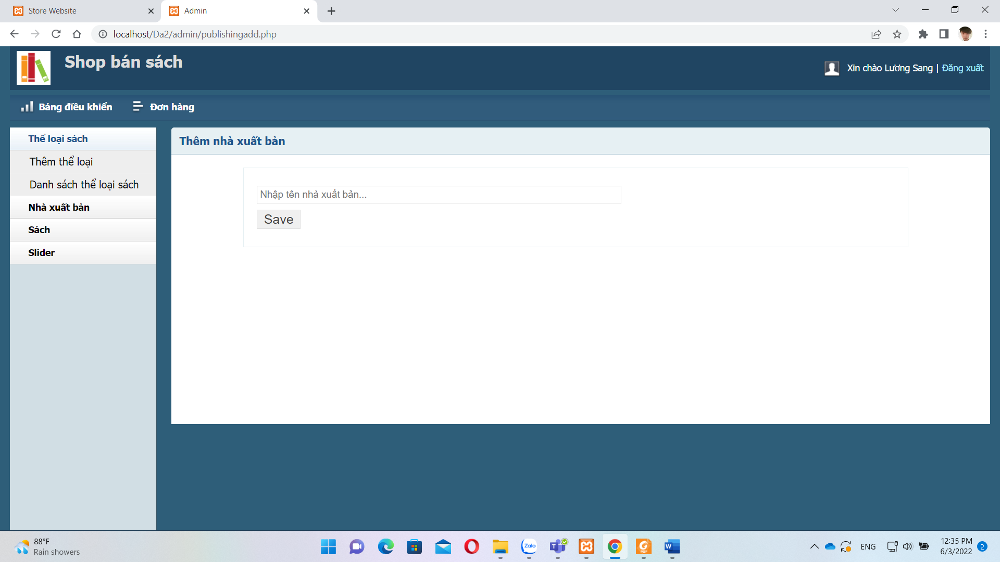 Store Website
Admin
localhost/Da2/admin/publishingadd.php
Shop bán sách
Xin chào Lương Sang | Đăng xuất
Bảng điều khiển
Đơn hàng
Thể loại sách
Thêm thể loại
Danh sách thể loại sách
Nhà xuất bản
Sách
Slider
Thêm nhà xuất bản
Nhập tên nhà xuất bản...
Save
88°F
Rain showers
Zalo
PDF
ENG
12:35 PM
6/3/2022
2